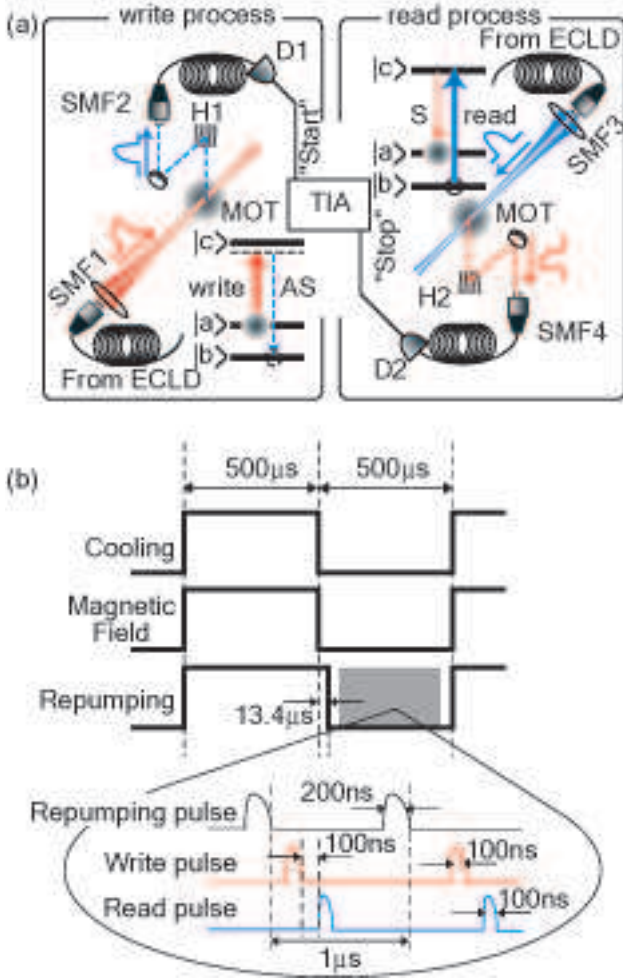 (a)
write process
D1
SMF2
H1
"Start"
MOT
SMF1
|c>
write
AS
|a>
|b>
From ECLD
TIA
read process
From ECLD
|c>
S
read
|a>
|b>
SMF3
"Stop"
MOT
H2
SMF4
D2
(b)
500μs 500μs
Cooling
Magnetic
Field
Repumping
13.4μs
Repumping pulse
200ns
Write pulse
100ns
100ns
Read pulse
100ns
1μs